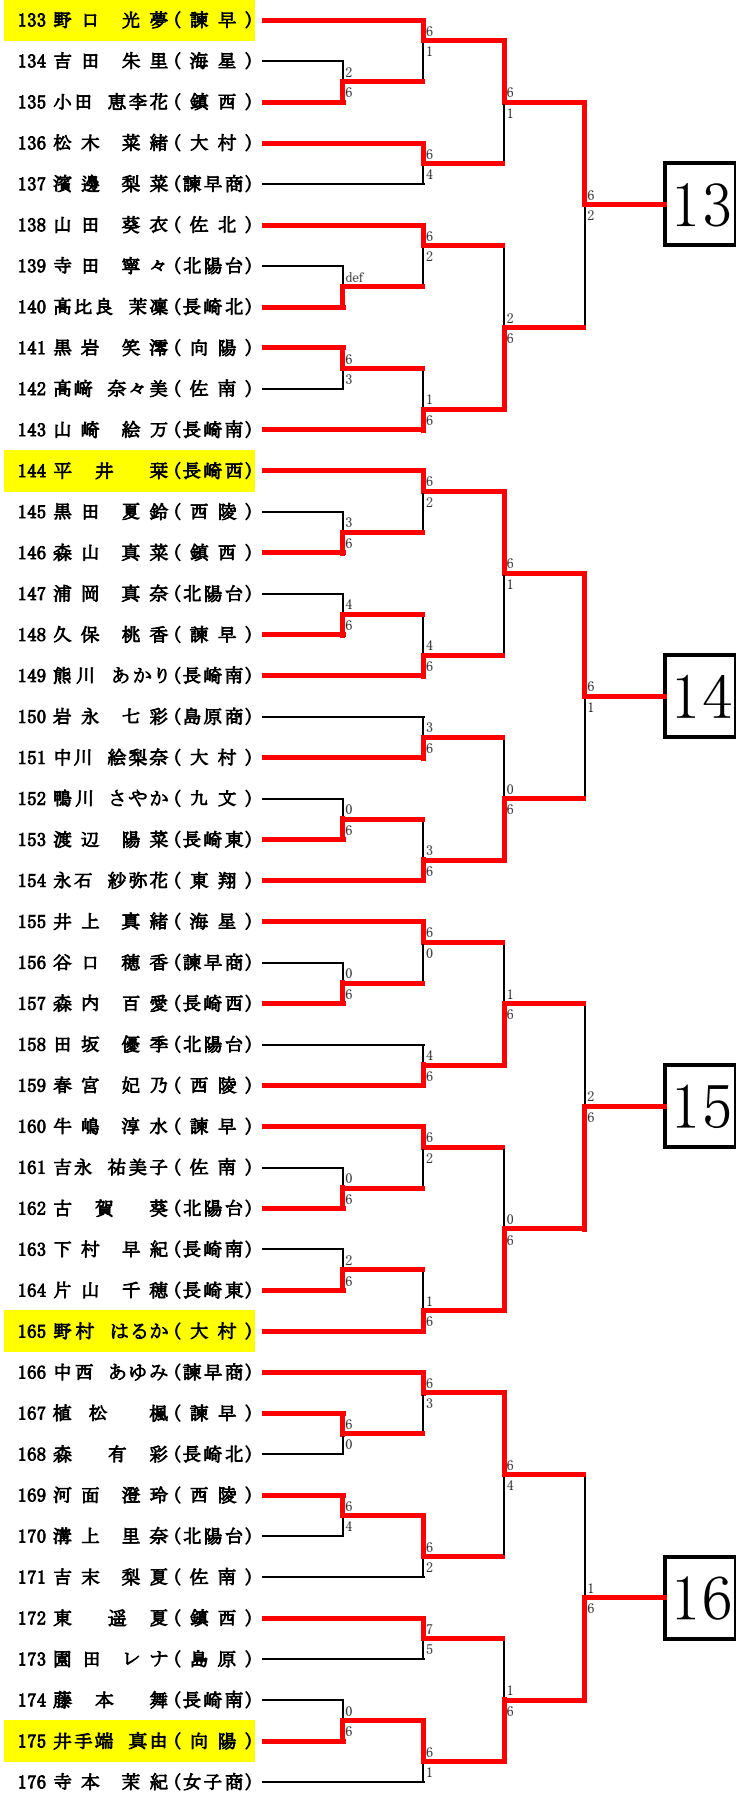 133 野口 光夢(諫早)
6
1
134 吉田 朱里(海星)
2
6
135 小田 恵李花(鎮西)
6
1
136 松木 菜緒(大村)
6
4
137 濱邊 梨菜(諫早商)
6
2
13
138 山田 葵衣(佐北)
6
2
139 寺田 寧々(北陽台)
def
140 高比良 茉凜(長崎北)
2
6
141 黒岩 笑澪(向陽)
6
3
142 高﨑 奈々美(佐南)
1
6
143 山崎 絵万(長崎南)
144 平井 栞(長崎西)
6
2
145 黒田 夏鈴(西陵)
3
6
146 森山 真菜(鎮西)
6
1
147 浦岡 真奈(北陽台)
4
6
148 久保 桃香(諫早)
4
6
149 熊川 あかり(長崎南)
6
1
14
150 岩永 七彩(島原商)
3
6
151 中川 絵梨奈(大村)
0
6
152 鴨川 さやか(九文)
0
6
153 渡辺 陽菜(長崎東)
3
6
154 永石 紗弥花(東翔)
155 井上 真緒(海星)
6
0
156 谷口 穂香(諫早商)
0
6
157 森内 百愛(長崎西)
1
6
158 田坂 優季(北陽台)
4
6
159 春宮 妃乃(西陵)
2
6
15
160 牛嶋 淳水(諫早)
6
2
161 吉永 祐美子(佐南)
0
6
162 古賀 葵(北陽台)
0
6
163 下村 早紀(長崎南)
2
6
164 片山 千穂(長崎東)
1
6
165 野村 はるか(大村)
166 中西 あゆみ(諫早商)
6
3
167 植松 楓(諫早)
6
0
168 森 有彩(長崎北)
6
4
169 河面 澄玲(西陵)
6
4
170 溝上 里奈(北陽台)
6
2
171 吉末 梨夏(佐南)
1
6
16
172 東 遥夏(鎮西)
7
5
173 園田 レナ(島原)
1
6
174 藤本 舞(長崎南)
0
6
175 井手端 真由(向陽)
6
1
176 寺本 茉紀(女子商)